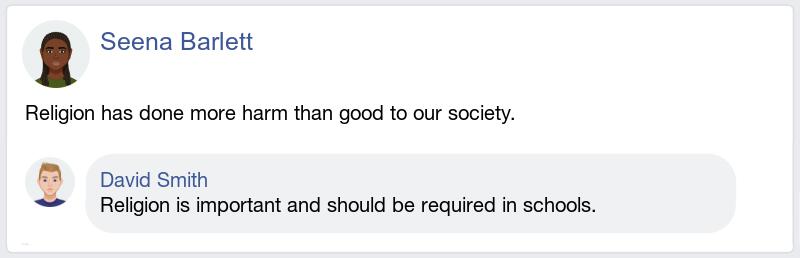 Seena Barlett
Religion has done more harm than good to our society.
David Smith
Religion is important and should be required in schools.